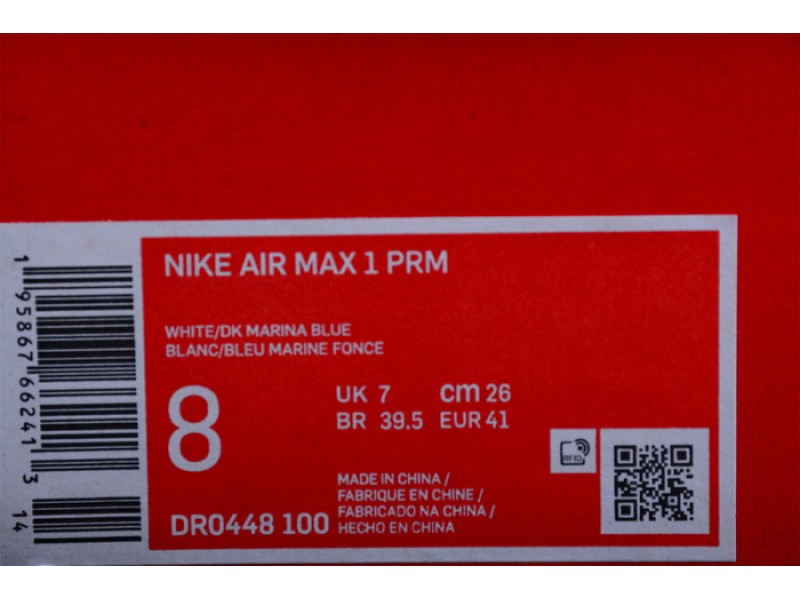 NIKE AIR MAX 1 PRM
WHITE/DK MARINA BLUE
BLANC/BLEU MARINE FONCE
8
UK 7 cm 26
BR 39.5 EUR 41
RFID
MADE IN CHINA /
FABRIQUE EN CHINE /
FABRICADO NA CHINA /
HECHO EN CHINA
DR0448 100
1 95867 66241 3 14